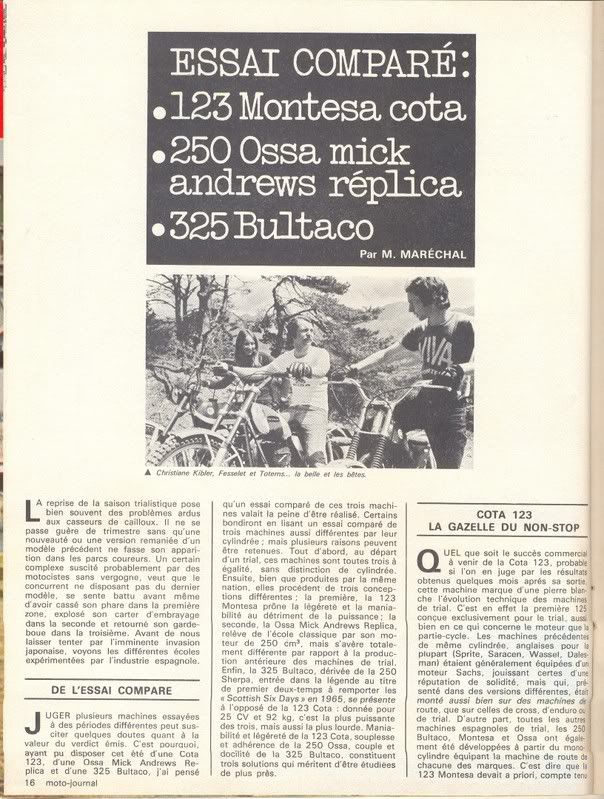 ESSAI COMPARÉ:
• 123 Montesa cota
• 250 Ossa mick
andrews réplica
• 325 Bultaco
Par M. MARÉCHAL
▲ Christiane Kibler, Fesselet et Totems... la belle et les bêtes.
LA reprise de la saison trialistique pose
bien souvent des problèmes ardus
aux casseurs de cailloux. Il ne se
passe guère de trimestre sans qu'une
nouveauté ou une version remaniée d'un
modèle précédent ne fasse son appari-
tion dans les parcs coureurs. Un certain
complexe suscité probablement par des
motocistes sans vergogne, veut que le
concurrent ne disposant pas du dernier
modèle, se sente battu avant même
d'avoir cassé son phare dans la première
zone, explosé son carter d'embrayage
dans la seconde et retourné son garde-
boue dans la troisième. Avant de nous
laisser tenter par l'imminente invasion
japonaise, voyons les différentes écoles
expérimentées par l'industrie espagnole.
DE L'ESSAI COMPARE
JUGER plusieurs machines essayées
à des périodes différentes peut sus-
citer quelques doutes quant à la
valeur du verdict émis. C'est pourquoi,
ayant pu disposer cet été d'un Cota
123, d'une Ossa Mick Andrews Re-
plica et d'une 325 Bultaco, j'ai pensé
qu'un essai comparé de ces trois machi-
nes valait la peine d'être réalisé. Certains
bondiront en lisant un essai comparé de
trois machines aussi différentes par leur
cylindrée ; mais plusieurs raisons peuvent
être retenues. Tout d'abord, au départ
d'un trial, ces machines sont toutes trois à
égalité, sans distinction de cylindrée.
Ensuite, bien que produites par la même
nation, elles procèdent de trois concep-
tions différentes ; la première, la 123
Montesa prône la légèreté et la mania-
bilité au détriment de la puissance ; la
seconde, la Ossa Mick Andrews Replica,
relève de l'école classique par son mo-
teur de 250 cm³, mais s'avère totale-
ment différente par rapport à la produc-
tion antérieure des machines de trial.
Enfin, la 325 Bultaco, dérivée de la 250
Sherpa, entrée dans la légende au titre
de premier deux-temps à remporter les
« Scottish Six Days » en 1965, se présente
à l'opposé de la 123 Cota : donnée pour
25 CV et 92 kg, c'est la plus puissante
des trois, mais aussi la plus lourde. Mania-
bilité et légèreté de la 123 Cota, souplesse
et adhérence de la 250 Ossa, couple et
docilité de la 325 Bultaco, constituent
trois solutions qui méritent d'être étudiées
de plus près.
COTA 123
LA GAZELLE DU NON-STOP
QUEL que soit le succès commercial
à venir de la Cota 123, probable
si l'on en juge par les résultats
obtenus quelques mois après sa sortie,
cette machine marque d'une pierre blan-
che l'évolution technique des machines
de trial. C'est en effet la première 125
conçue exclusivement pour le trial, aussi
bien en ce qui concerne le moteur que la
partie-cycle. Les machines précédentes
de même cylindrée, anglaises pour la
plupart (Sprite, Saracen, Wassel, Dales-
man) étaient généralement équipées d'un
moteur Sachs, jouissant certes d'une
réputation de solidité, mais qui, pré-
senté dans des versions différentes, était
monté aussi bien sur des machines de
route, que sur celles de cross, d'enduro ou
de trial. D'autre part, toutes les autres
machines espagnoles de trial, les 250
Bultaco, Montesa et Ossa ont égale-
ment été développées à partir du mono-
cylindre équipant la machine de route de
chacune des marques. C'est dire que la
123 Montesa devait a priori, compte tenu
16 moto-journal